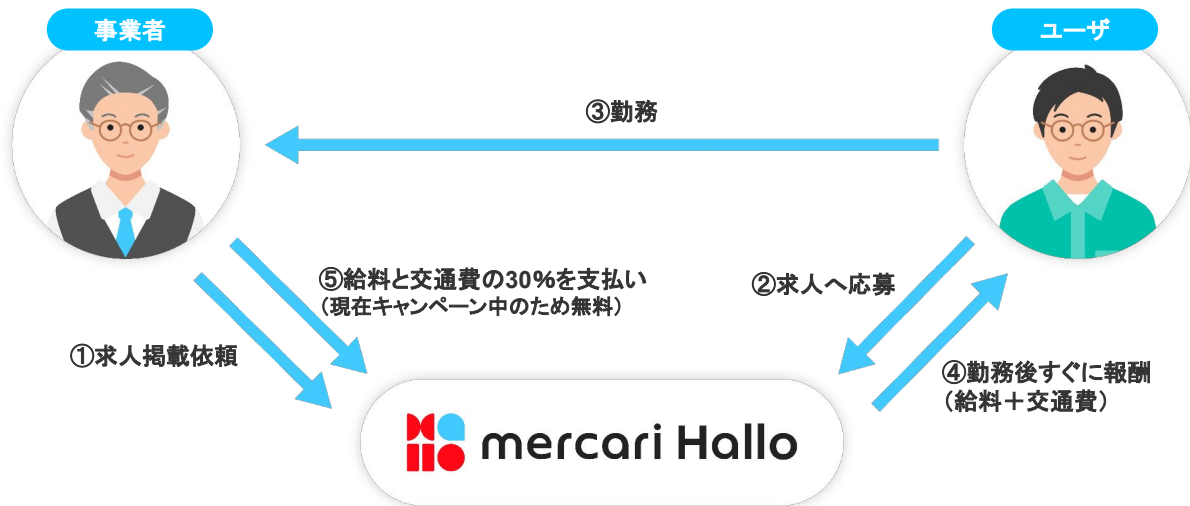 事業者
ユーザ
③勤務
⑤給料と交通費の30%を支払い
（現在キャンペーン中のため無料）
②求人へ応募
①求人掲載依頼
④勤務後すぐに報酬
（給料＋交通費）
mercari Hallo